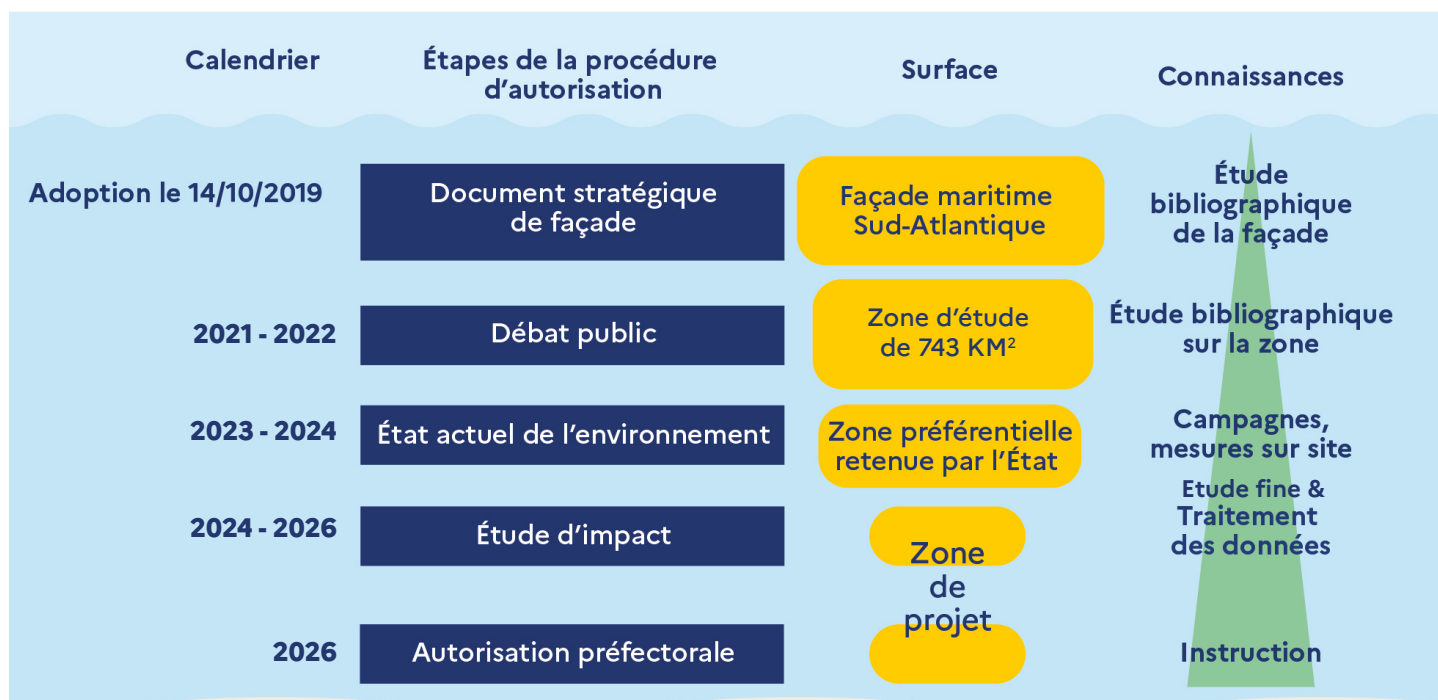 Calendrier
Étapes de la procédure
d’autorisation
Surface
Connaissances
Adoption le 14/10/2019
Document stratégique
de façade
Façade maritime
Sud-Atlantique
Étude
bibliographique
de la façade
2021 - 2022
Débat public
Zone d’étude
de 743 KM²
Étude bibliographique
sur la zone
2023 - 2024
État actuel de l’environnement
Zone préférentielle
retenue par l’État
Campagnes,
mesures sur site
2024 - 2026
Étude d’impact
Zone
de
projet
Etude fine &
Traitement
des données
2026
Autorisation préfectorale
Instruction